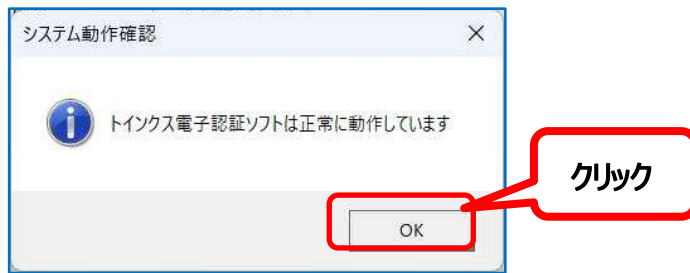 システム動作確認
トインクス電子認証ソフトは正常に動作しています
クリック
OK